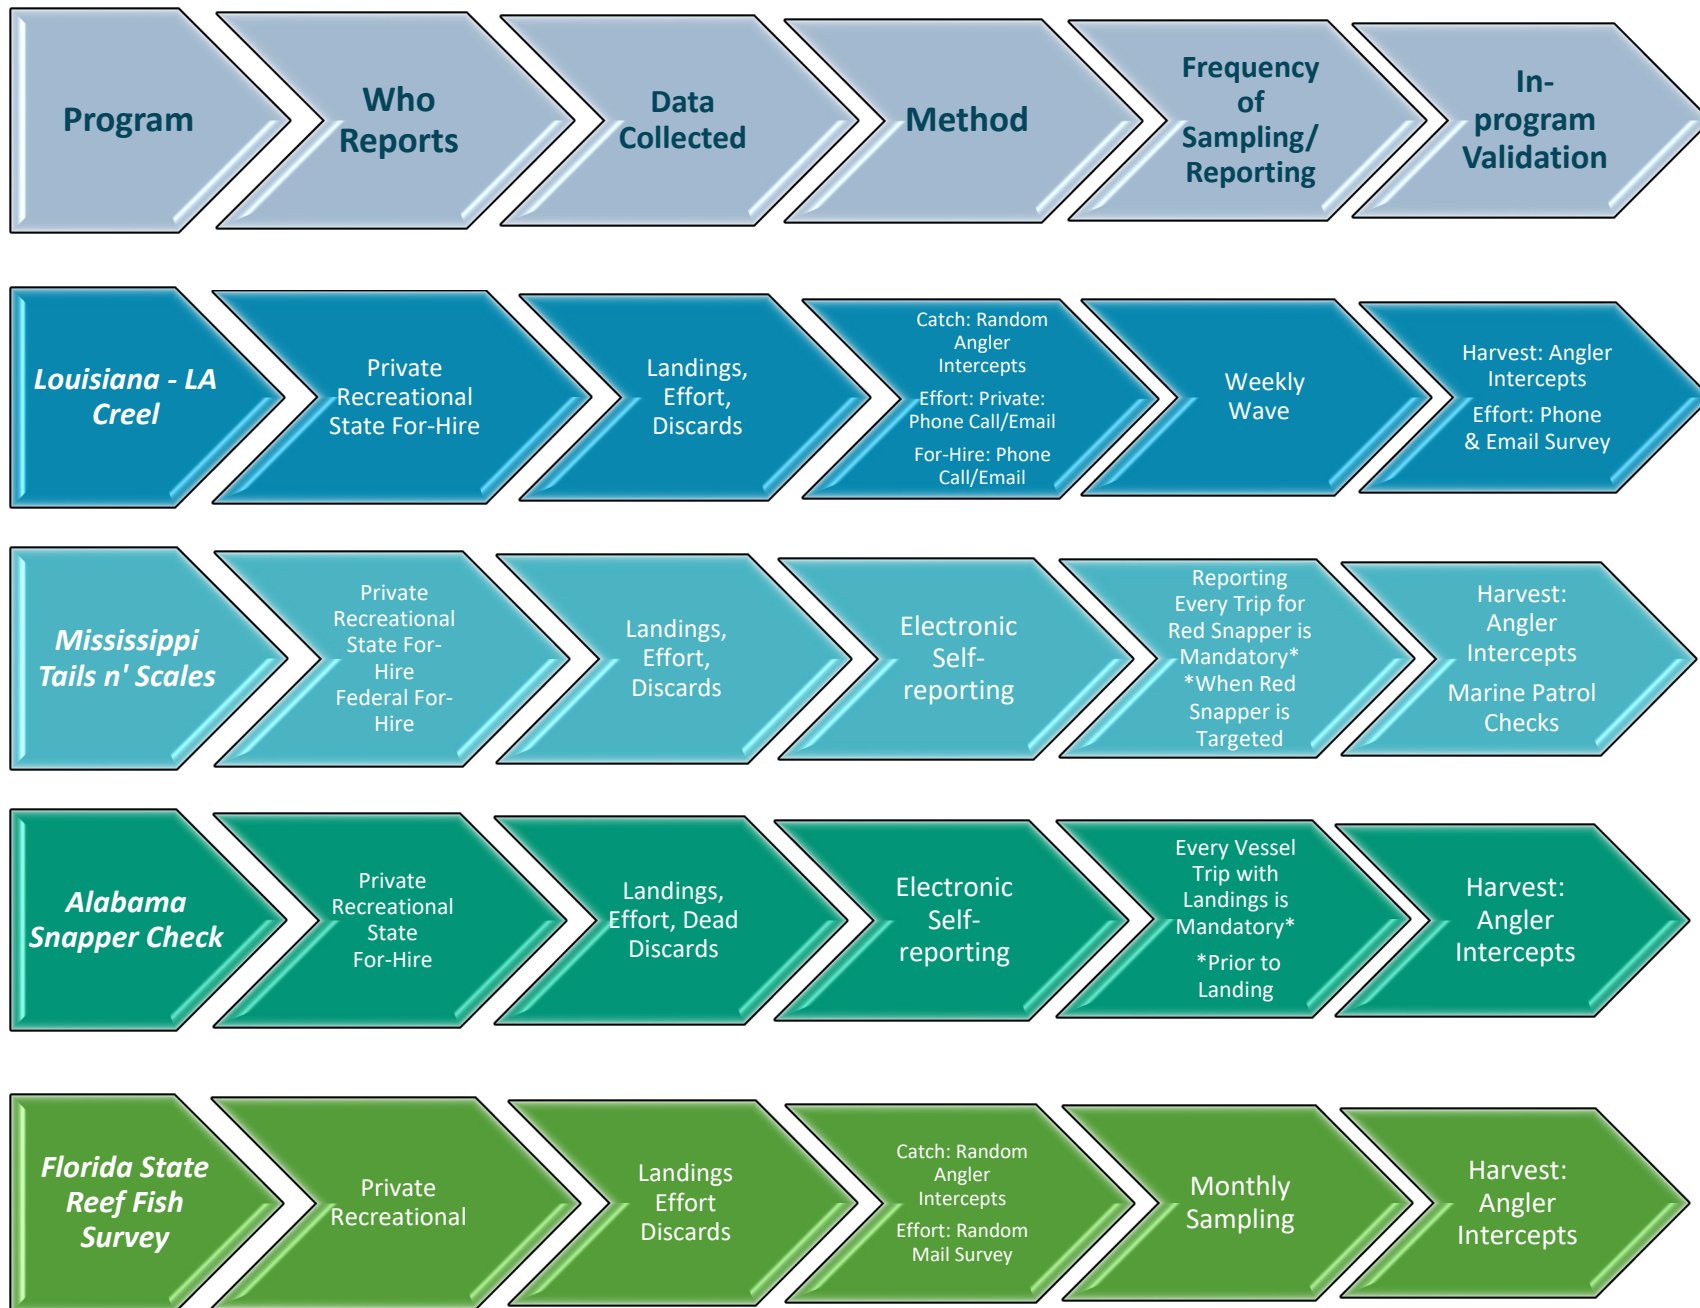 Program
Who
Reports
Data
Collected
Method
Frequency
of
Sampling/
Reporting
In-
program
Validation
Louisiana - LA
Creel
Private
Recreational
State For-Hire
Landings,
Effort,
Discards
Catch: Random
Angler
Intercepts
Effort: Private:
Phone Call/Email
For-Hire: Phone
Call/Email
Weekly
Wave
Harvest: Angler
Intercepts
Effort: Phone
& Email Survey
Mississippi
Tails n' Scales
Private
Recreational
State For-
Hire
Federal For-
Hire
Landings,
Effort,
Discards
Electronic
Self-
reporting
Reporting
Every Trip for
Red Snapper is
Mandatory*
*When Red
Snapper is
Targeted
Harvest:
Angler
Intercepts
Marine Patrol
Checks
Alabama
Snapper Check
Private
Recreational
State
For-Hire
Landings,
Effort, Dead
Discards
Electronic
Self-
reporting
Every Vessel
Trip with
Landings is
Mandatory*
*Prior to
Landing
Harvest:
Angler
Intercepts
Florida State
Reef Fish
Survey
Private
Recreational
Landings
Effort
Discards
Catch: Random
Angler
Intercepts
Effort: Random
Mail Survey
Monthly
Sampling
Harvest:
Angler
Intercepts